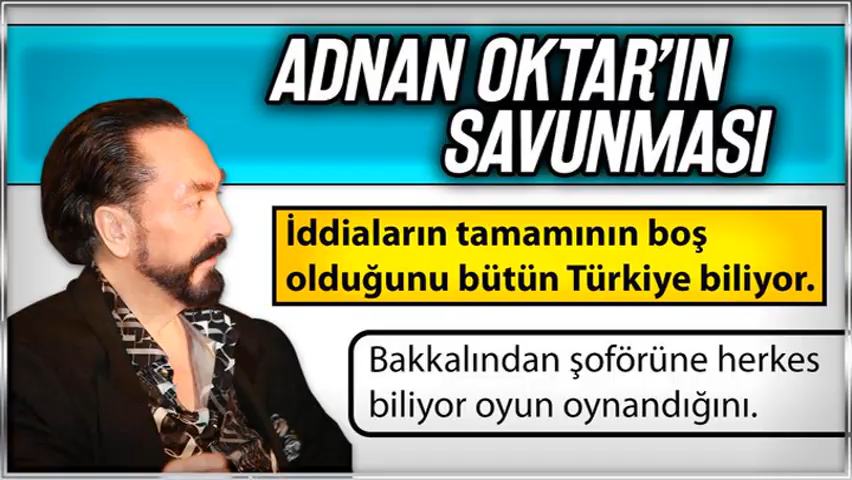 ADNAN OKTAR'IN
SAVUNMASI
İddiaların tamamının boş
olduğunu bütün Türkiye biliyor.
Bakkalından şoförüne herkes
biliyor oyun oynandığını.